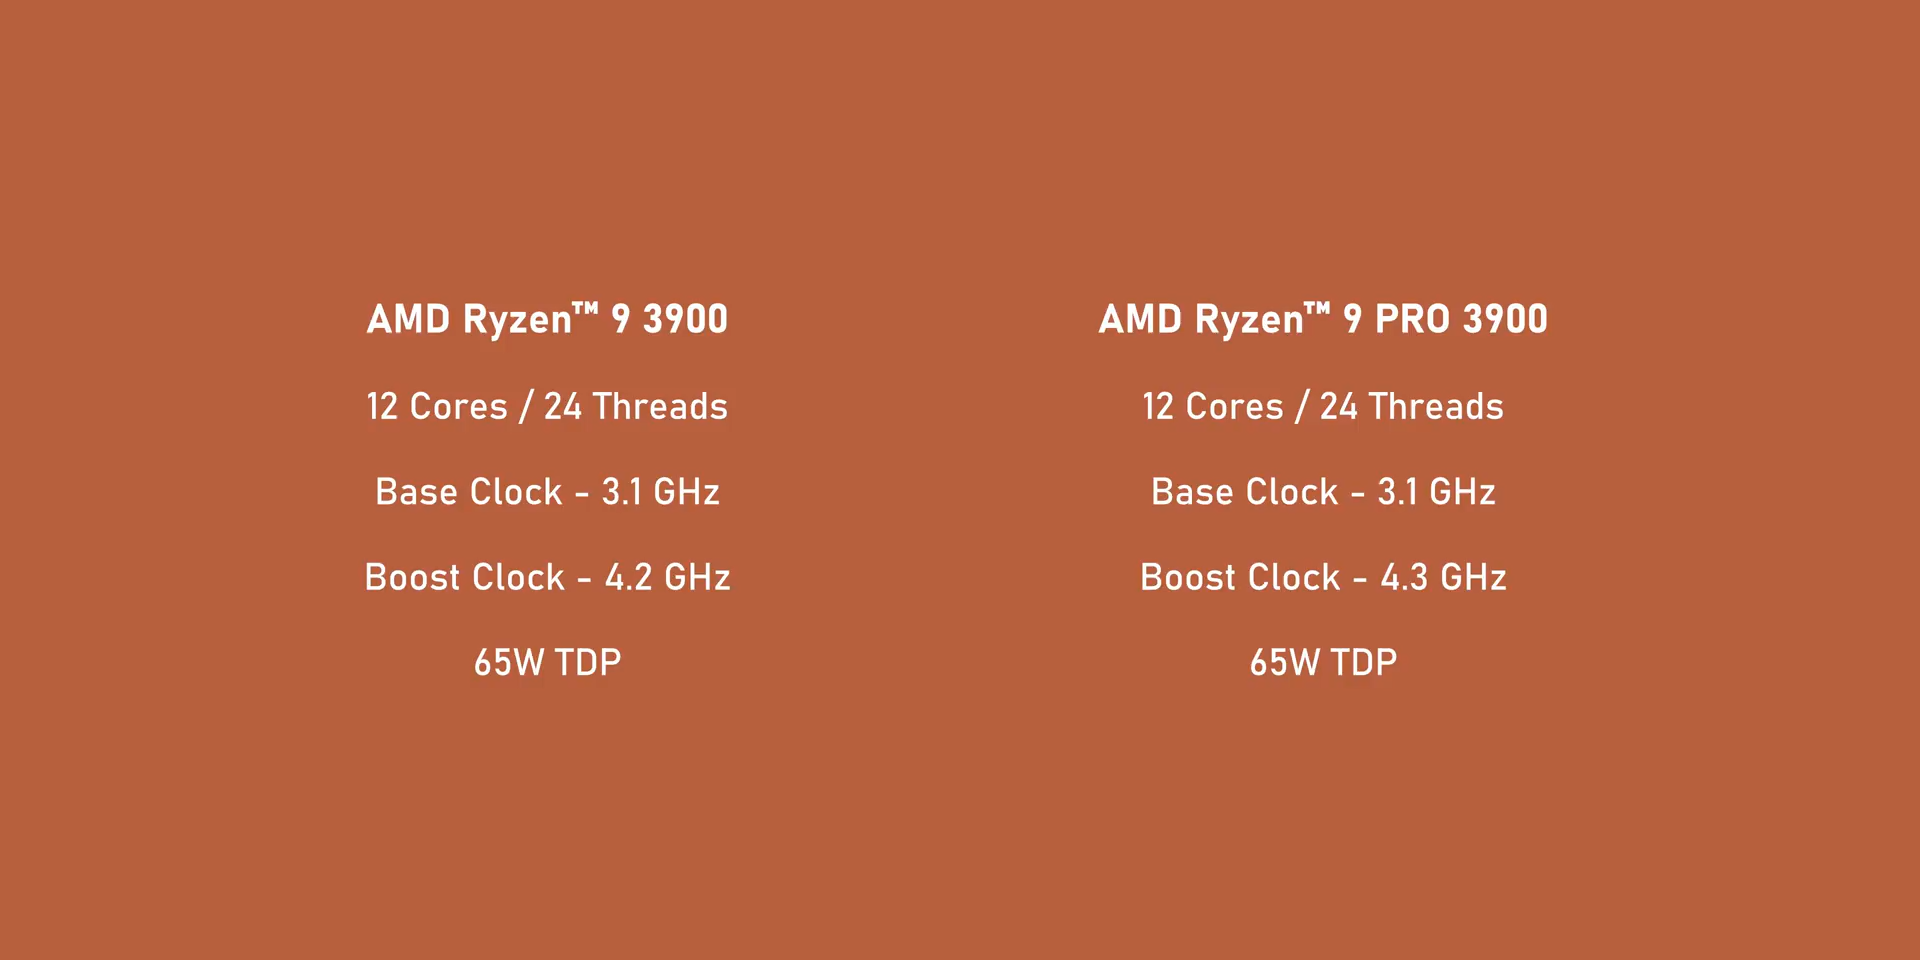 AMD Ryzen™ 9 3900
12 Cores / 24 Threads
Base Clock - 3.1 GHz
Boost Clock - 4.2 GHz
65W TDP
AMD Ryzen™ 9 PRO 3900
12 Cores / 24 Threads
Base Clock - 3.1 GHz
Boost Clock - 4.3 GHz
65W TDP